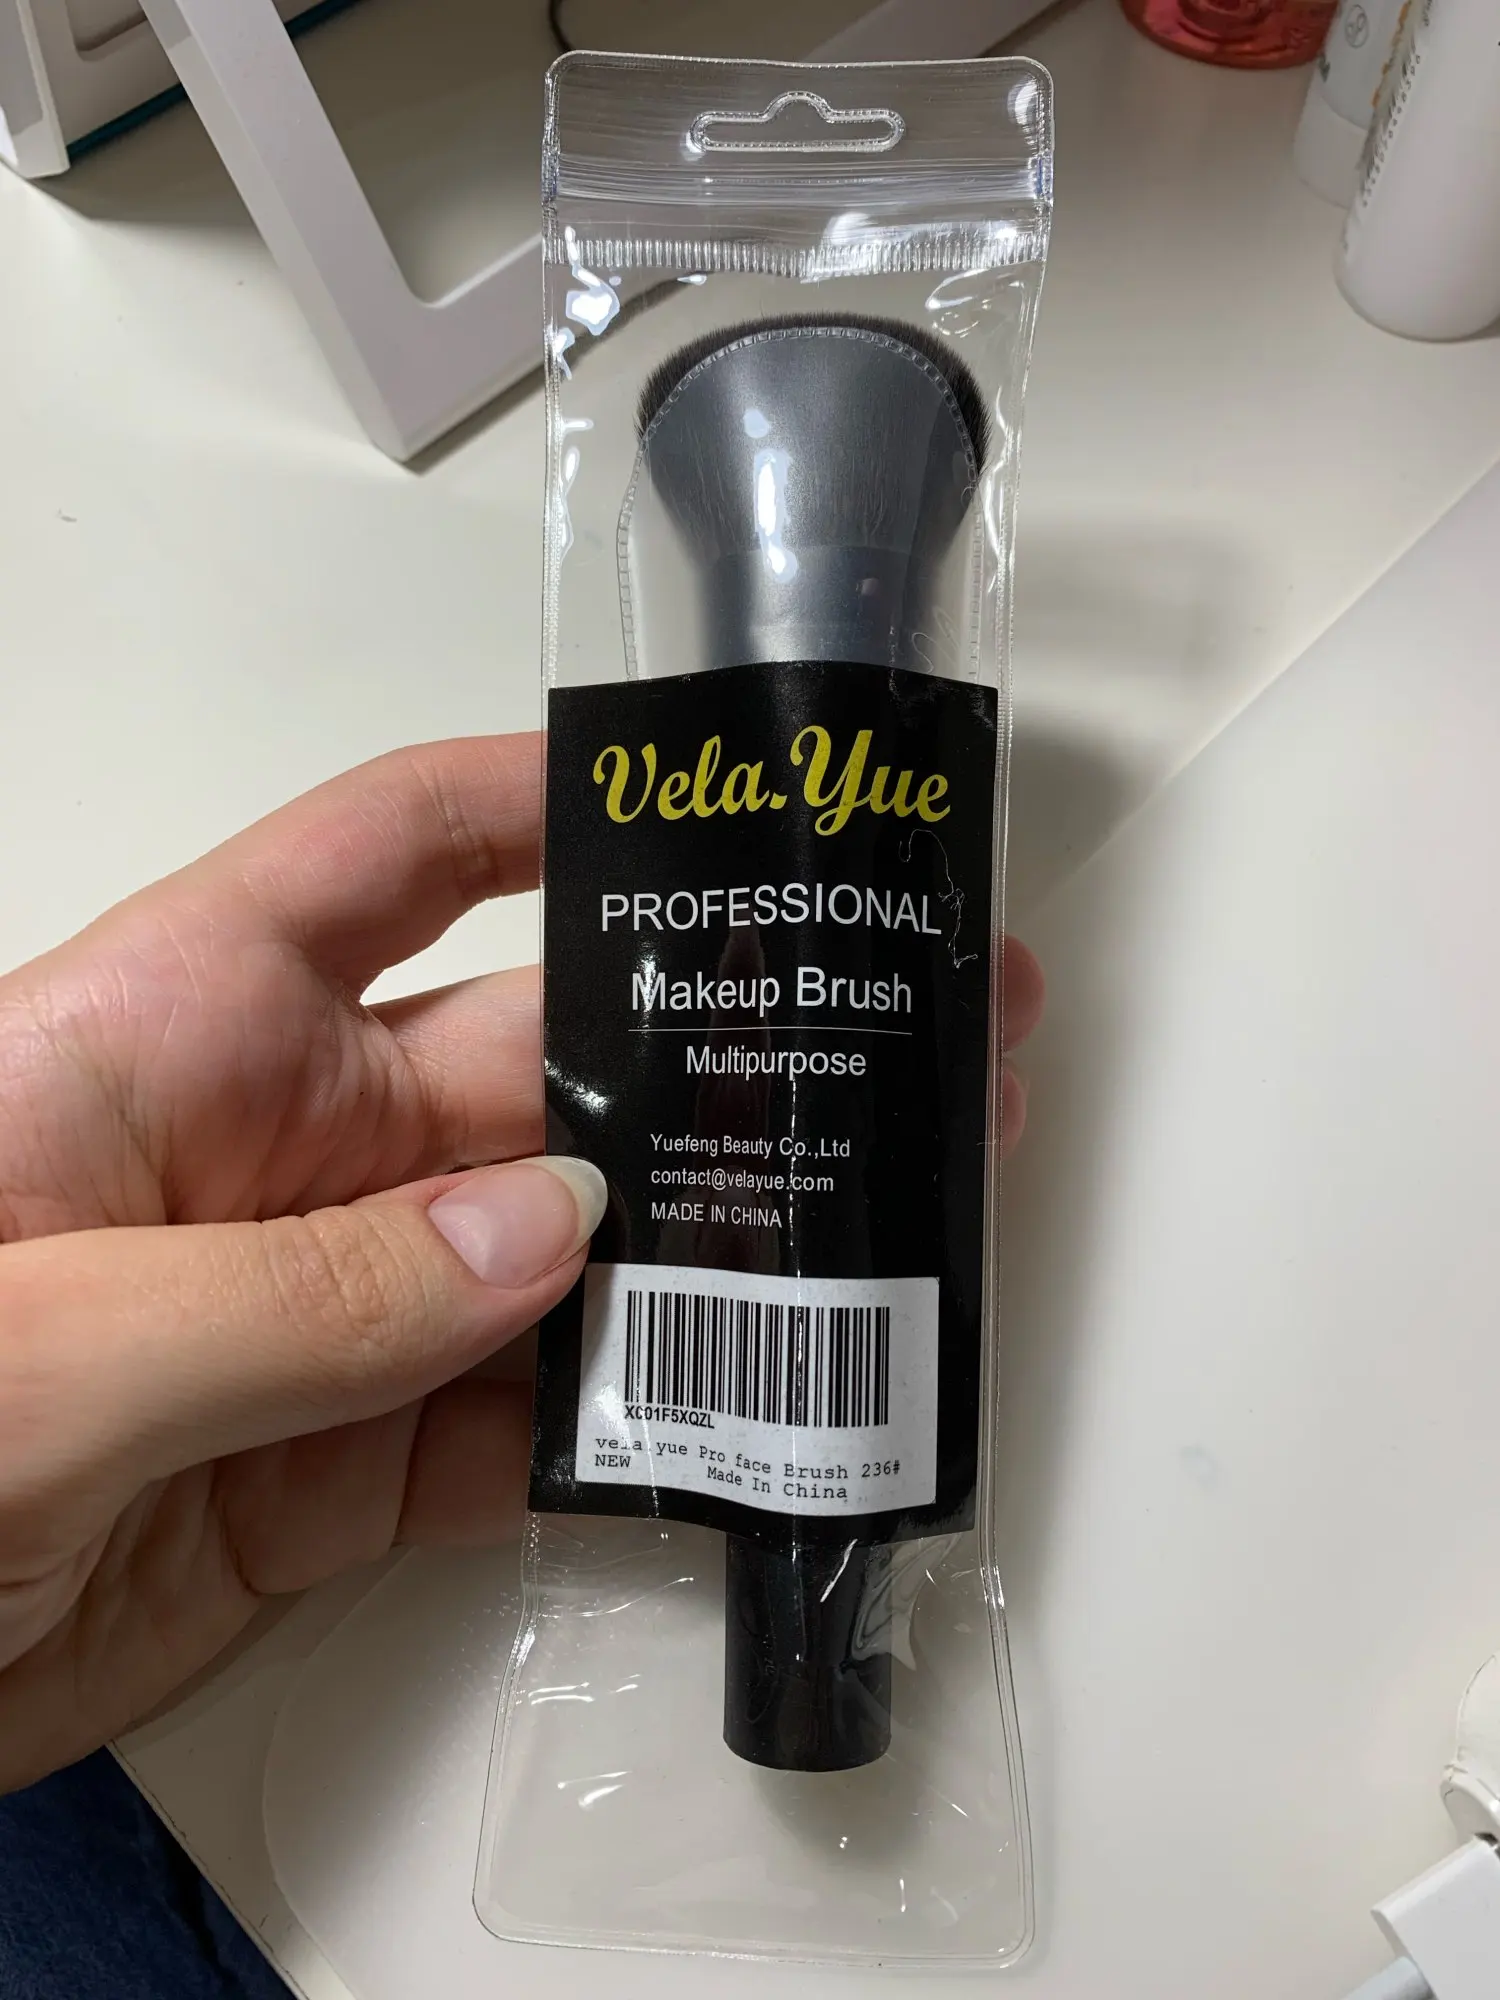 Vela.Yue
PROFESSIONAL
Makeup Brush
Multipurpose
Yuefeng Beauty Co.,Ltd
contact@velayue.com
MADE IN CHINA
XC01F5XQZL
vela yue Pro face Brush 236#
NEW Made In China